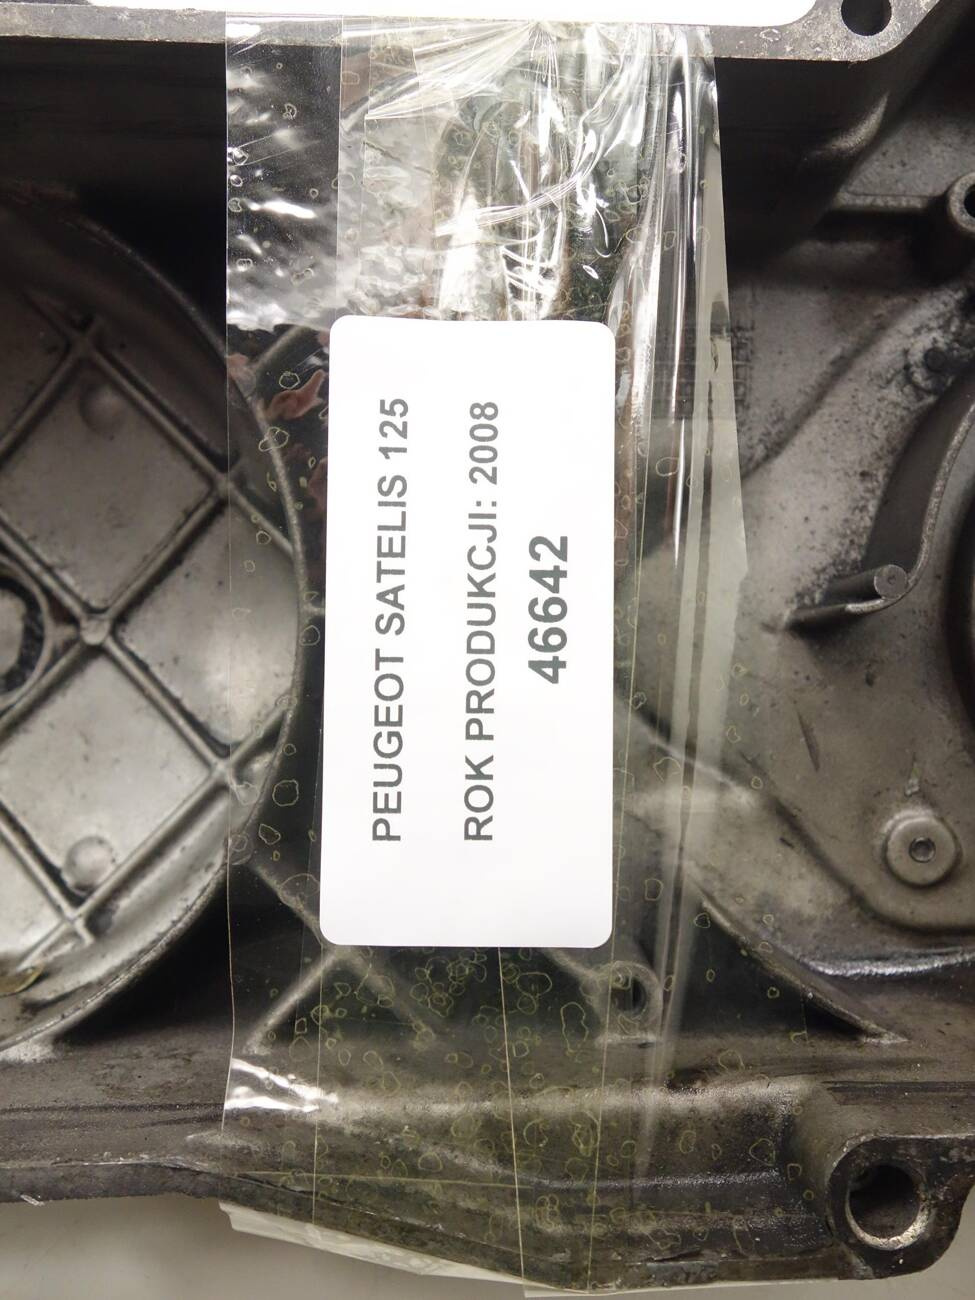 PEUGEOT SATELIS 125
ROK PRODUKCJI: 2008
46642